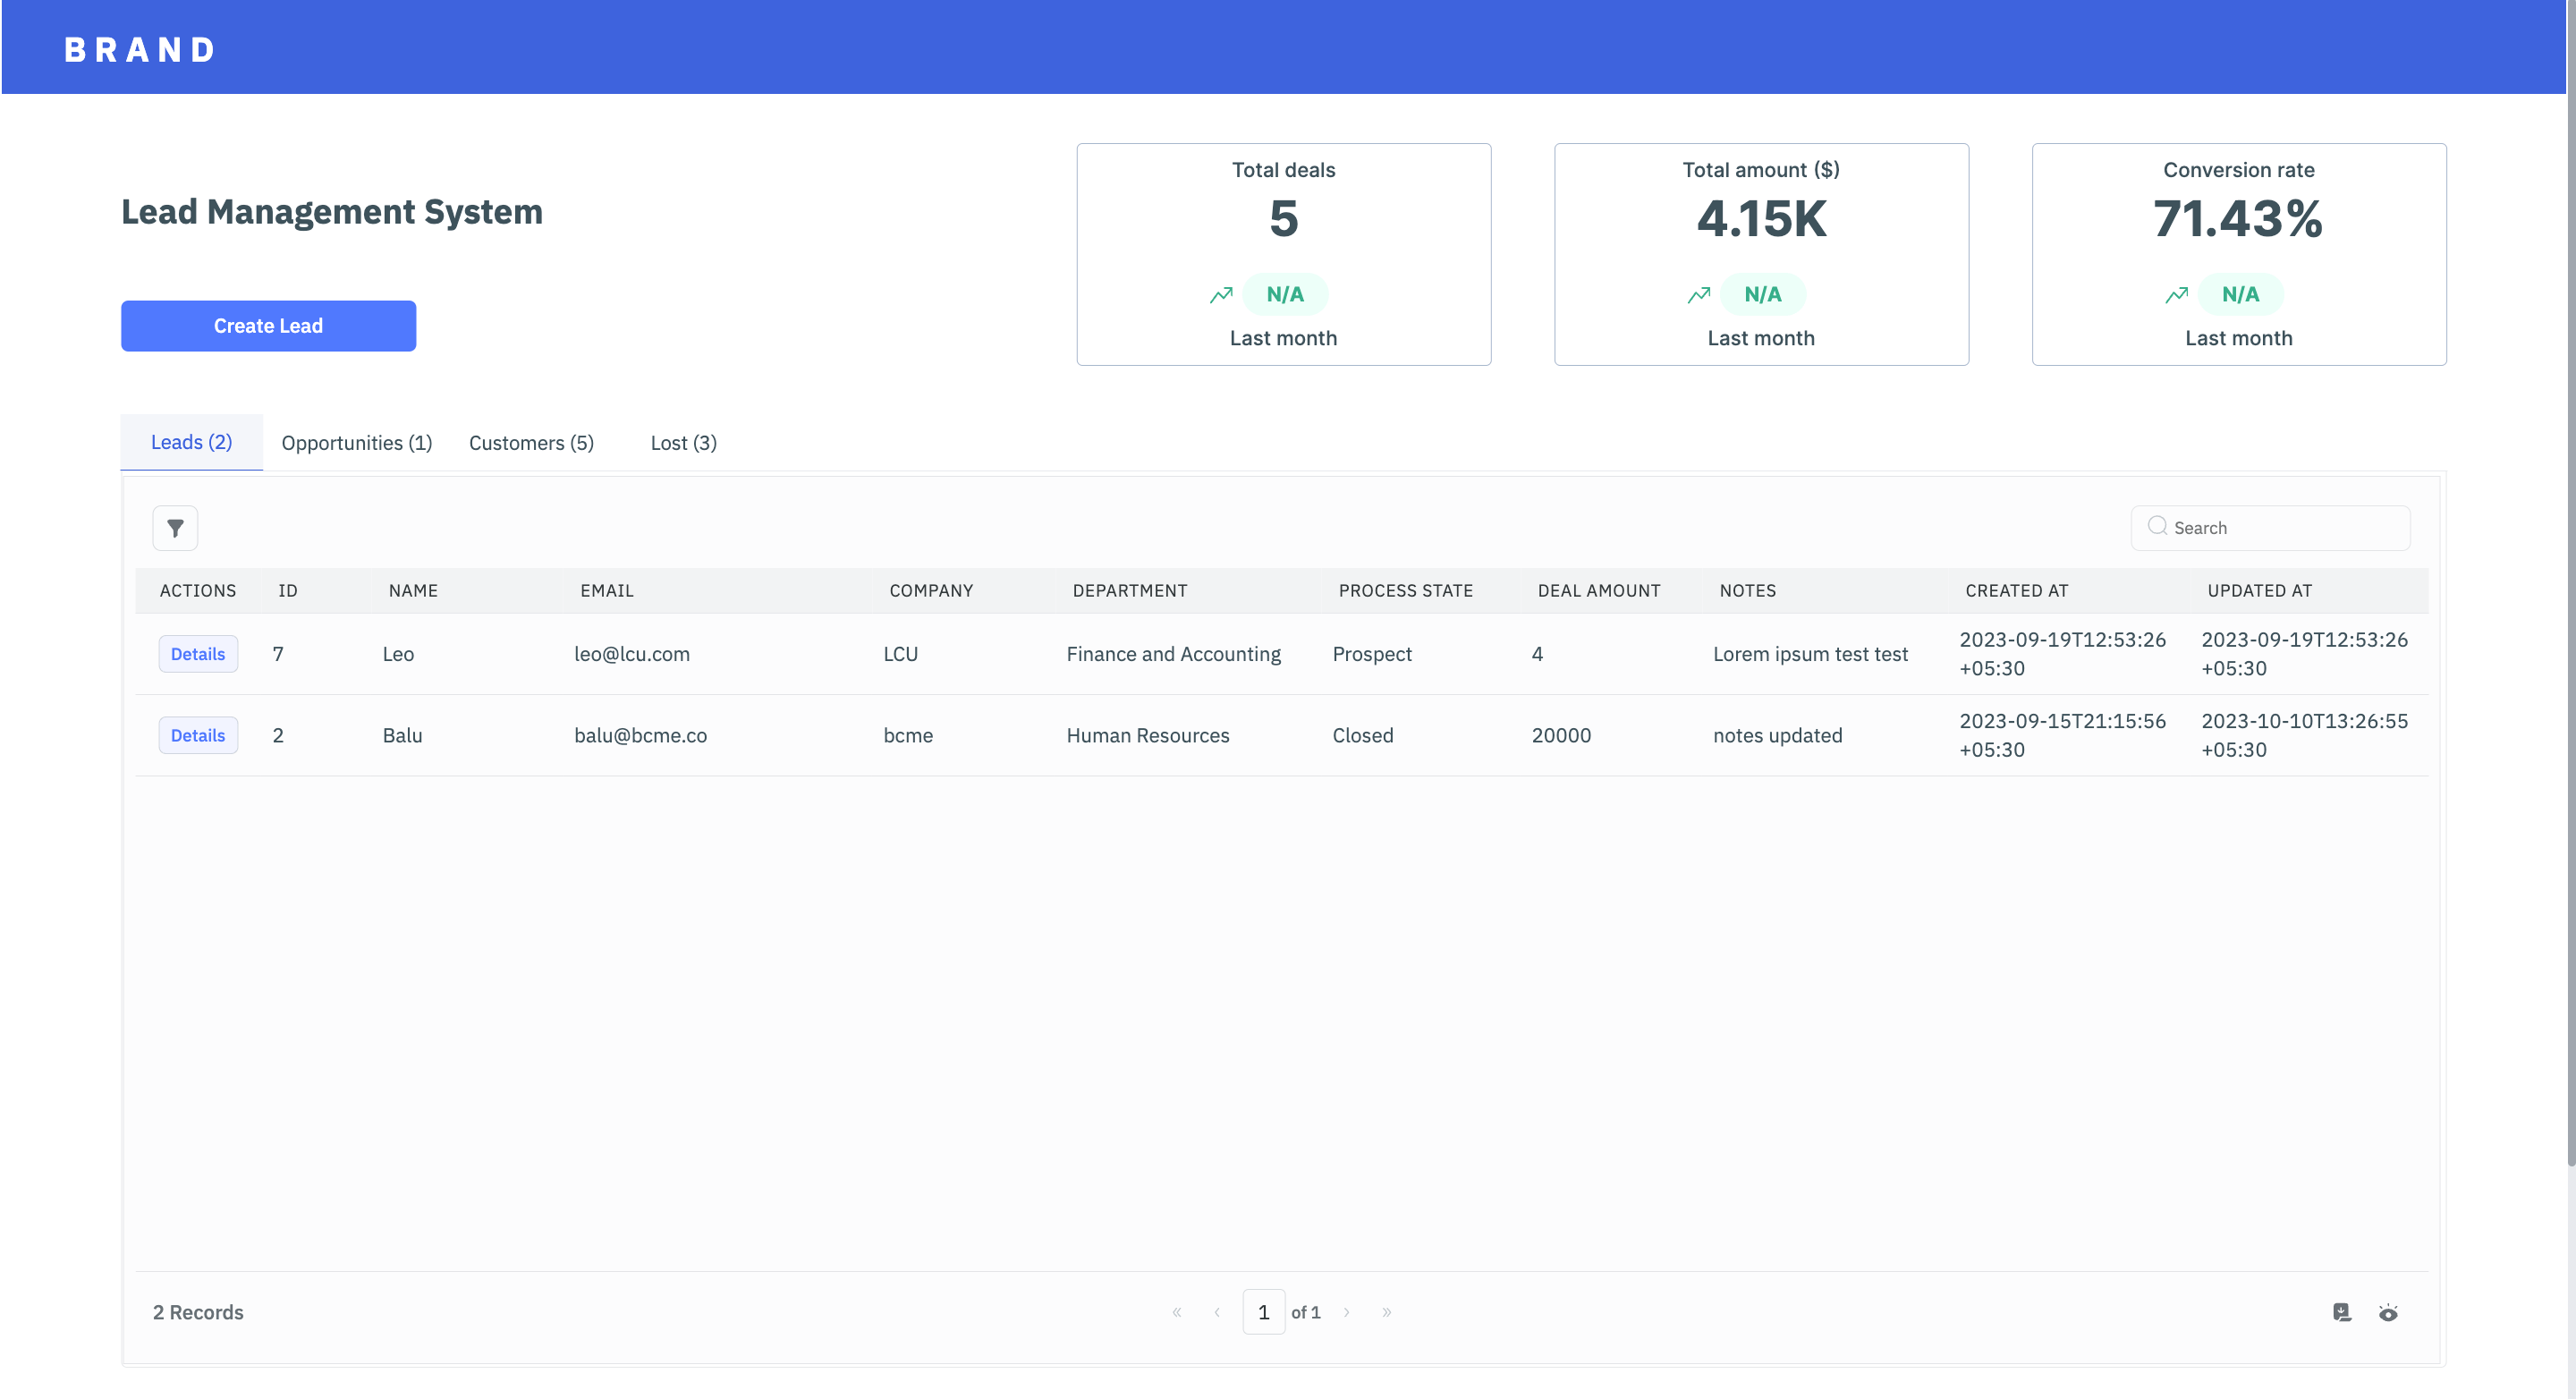 BRAND
Lead Management System
Create Lead
Total deals
5
N/A
Last month
Total amount ($)
4.15K
N/A
Last month
Conversion rate
71.43%
N/A
Last month
Leads (2) Opportunities (1) Customers (5) Lost (3)
Search
ACTIONS ID NAME EMAIL COMPANY DEPARTMENT PROCESS STATE DEAL AMOUNT NOTES CREATED AT UPDATED AT
Details 7 Leo leo@lcu.com LCU Finance and Accounting Prospect 4 Lorem ipsum test test 2023-09-19T12:53:26 2023-09-19T12:53:26
+05:30 +05:30
Details 2 Balu balu@bcme.co bcme Human Resources Closed 20000 notes updated 2023-09-15T21:15:56 2023-10-10T13:26:55
+05:30 +05:30
2 Records « ‹ 1 of 1 › »